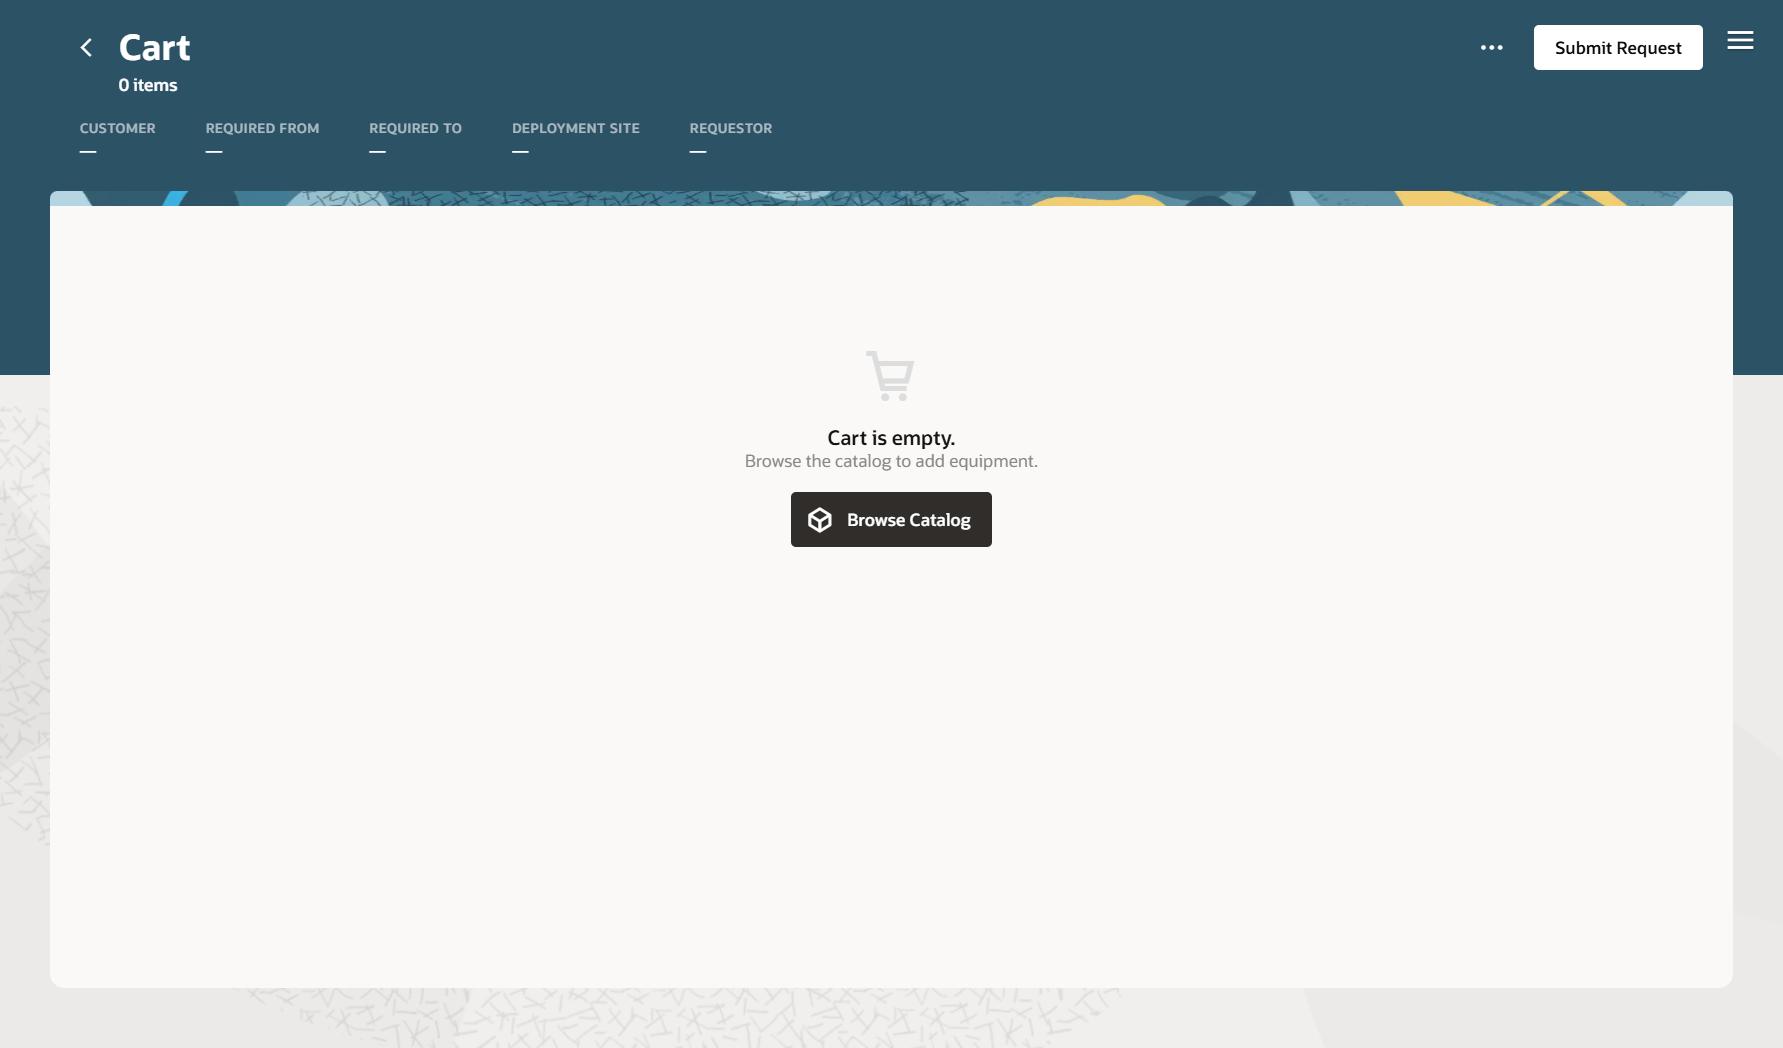 Cart
0 items
Submit Request
CUSTOMER
—
REQUIRED FROM
—
REQUIRED TO
—
DEPLOYMENT SITE
—
REQUESTOR
—
Cart is empty.
Browse the catalog to add equipment.
Browse Catalog